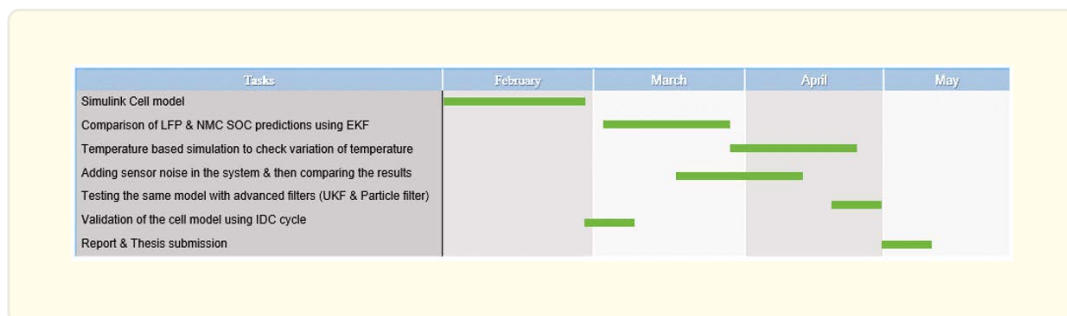 Tasks February March April May
Simulink Cell model
Comparison of LFP & NMC SOC predictions using EKF
Temperature based simulation to check variation of temperature
Adding sensor noise in the system & then comparing the results
Testing the same model with advanced filters (UKF & Particle filter)
Validation of the cell model using IDC cycle
Report & Thesis submission